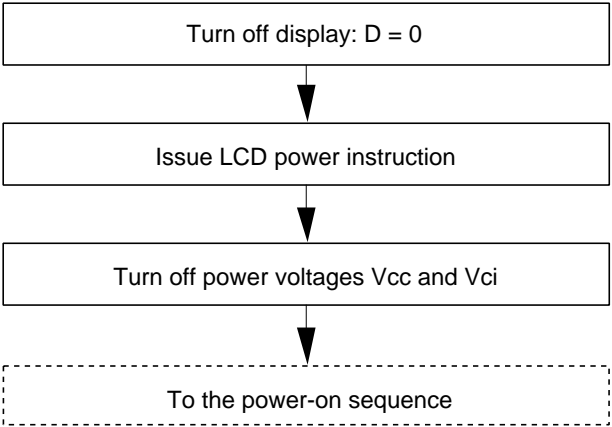 Turn off display: D = 0
Issue LCD power instruction
Turn off power voltages Vcc and Vci
To the power-on sequence